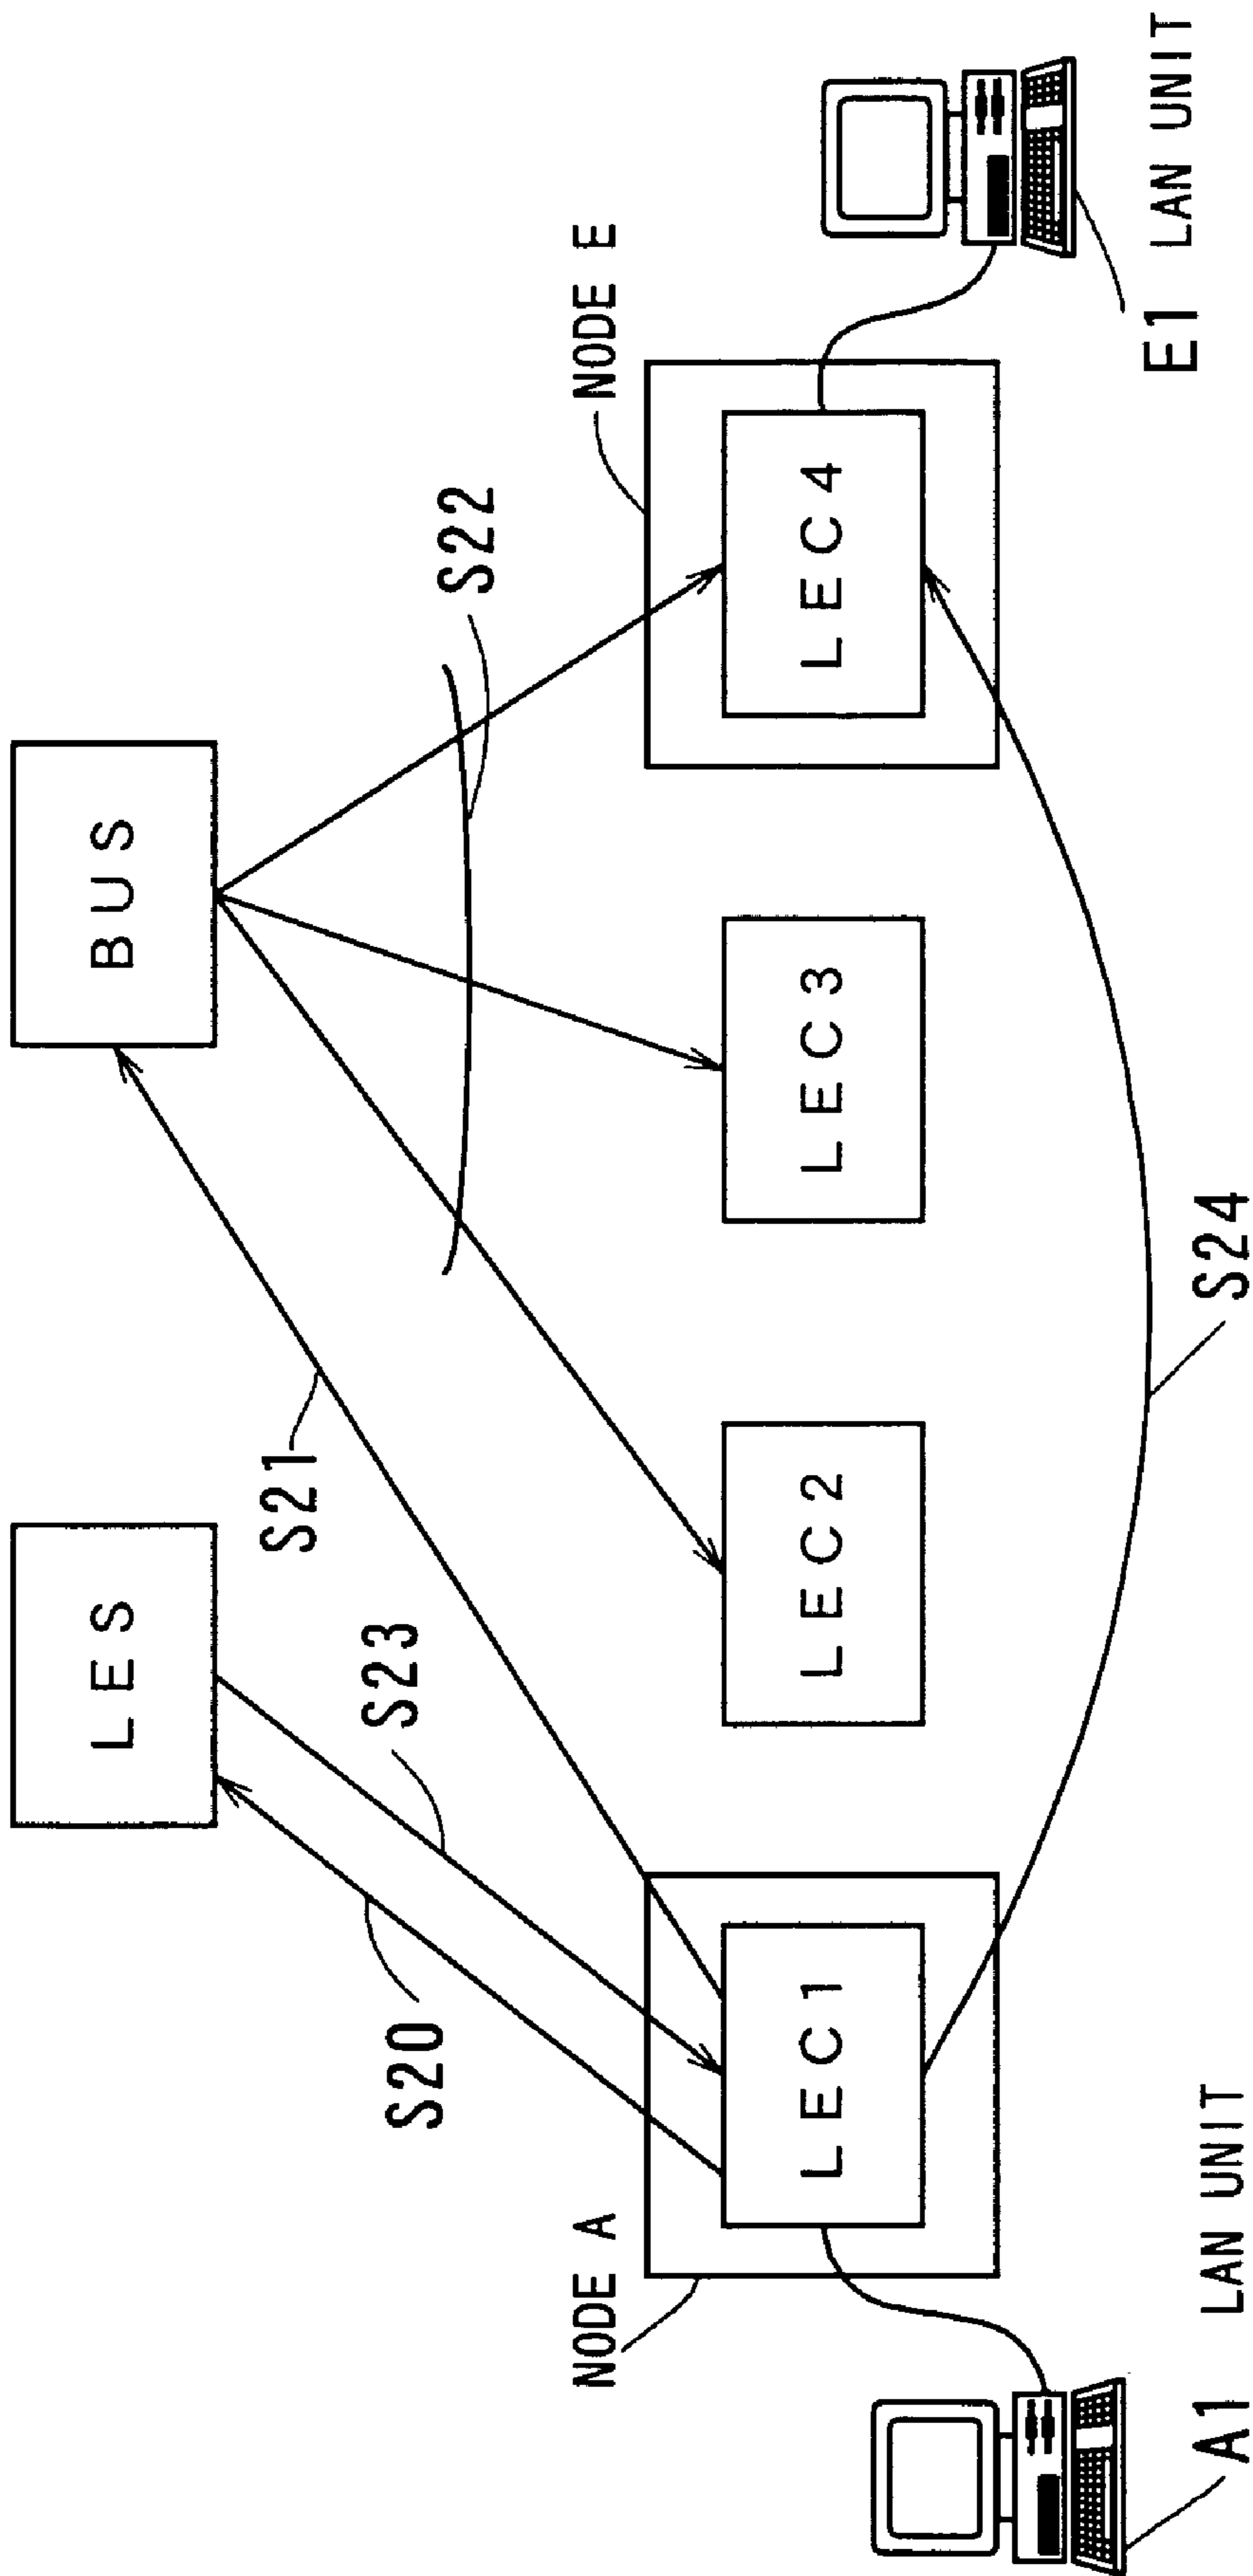 LES
BUS
S21
S23
S20
S22
NODE A
NODE E
LEC1
LEC2
LEC3
LEC4
S24
A1 LAN UNIT
E1 LAN UNIT